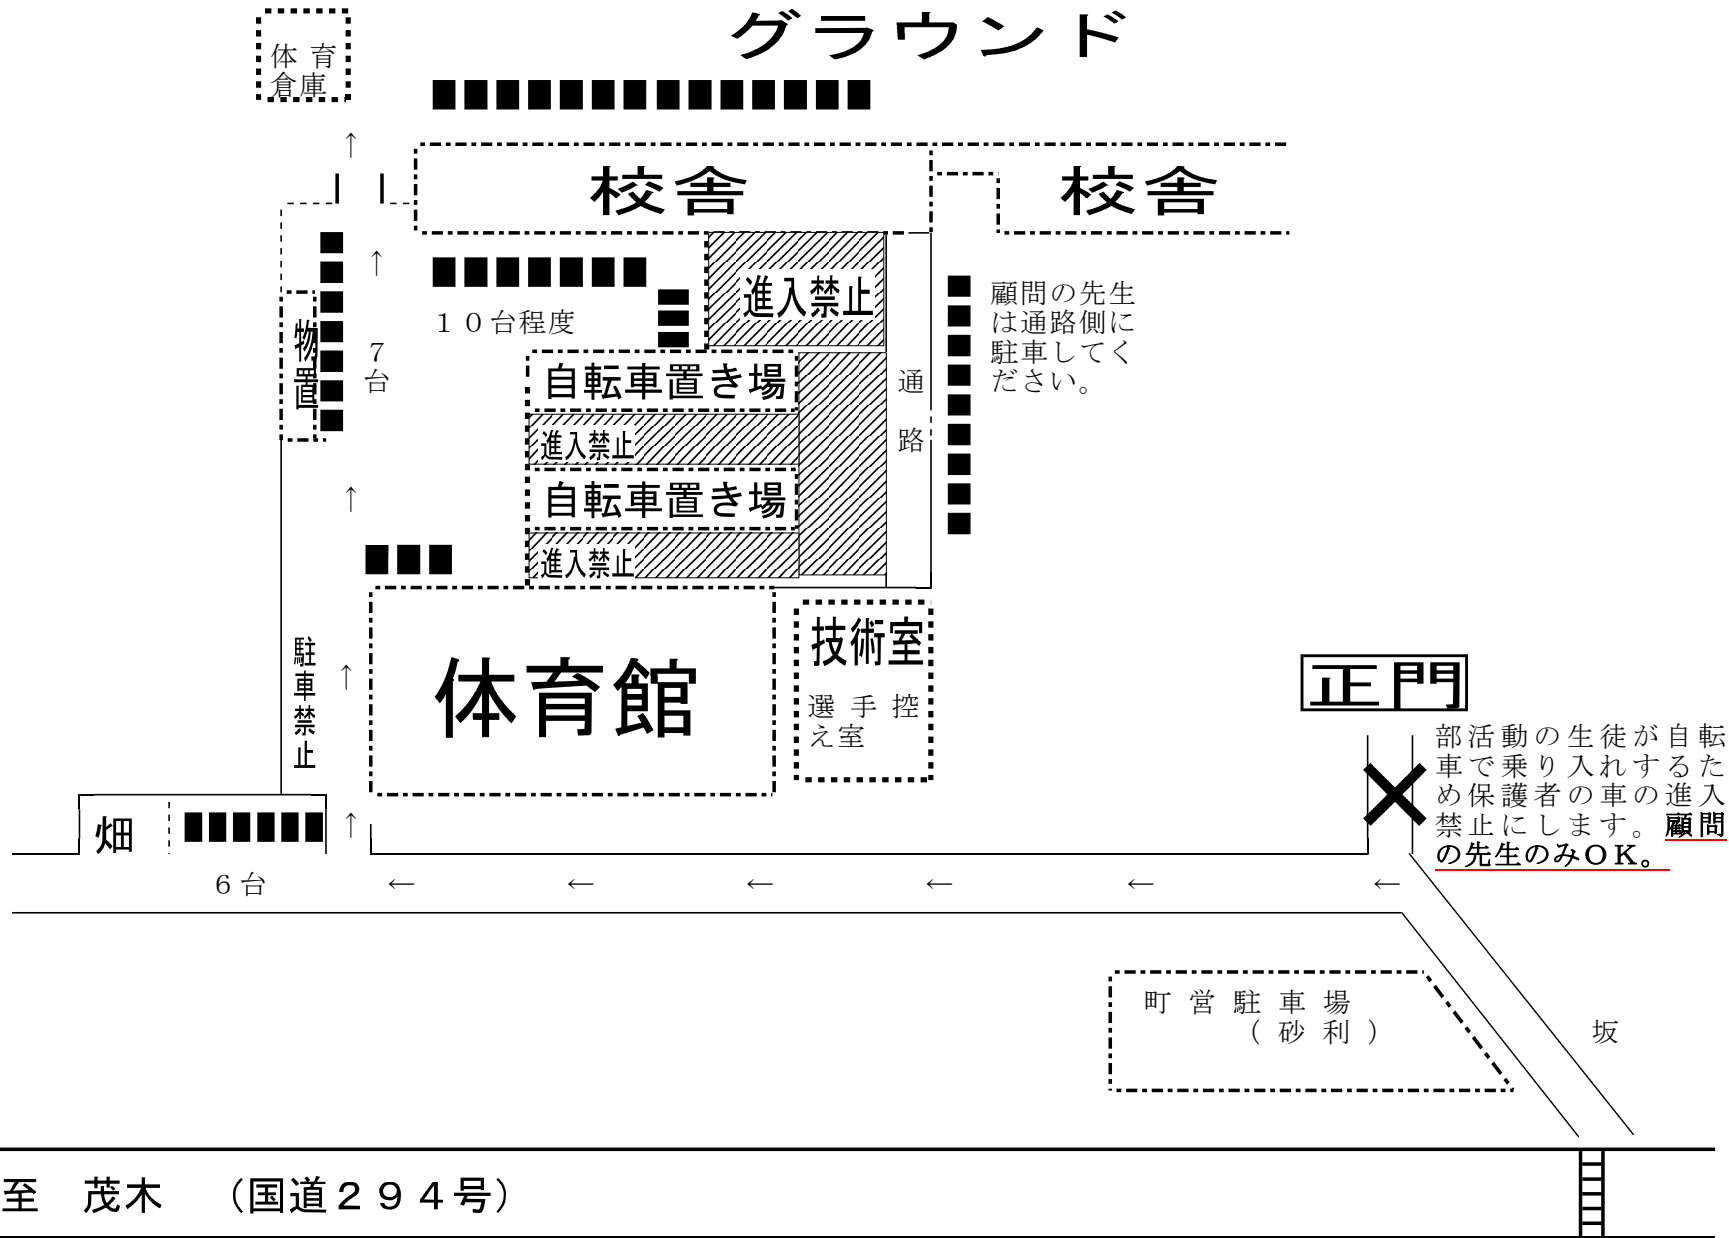 グラウンド
体育
倉庫
↑
校舎
校舎
↑
進入禁止
顧問の先生
は通路側に
駐車してく
ださい。
１０台程度
物置
７台
自転車置き場
通路
進入禁止
↑
自転車置き場
進入禁止
駐車禁止
↑
体育館
技術室
選手控
え室
正門
部活動の生徒が自転
車で乗り入れするた
め保護者の車の進入
禁止にします。顧問
の先生のみＯＫ。
畑
↑
６台
← ← ← ← ← ←
町営駐車場
（砂利）
坂
至　茂木　（国道２９４号）